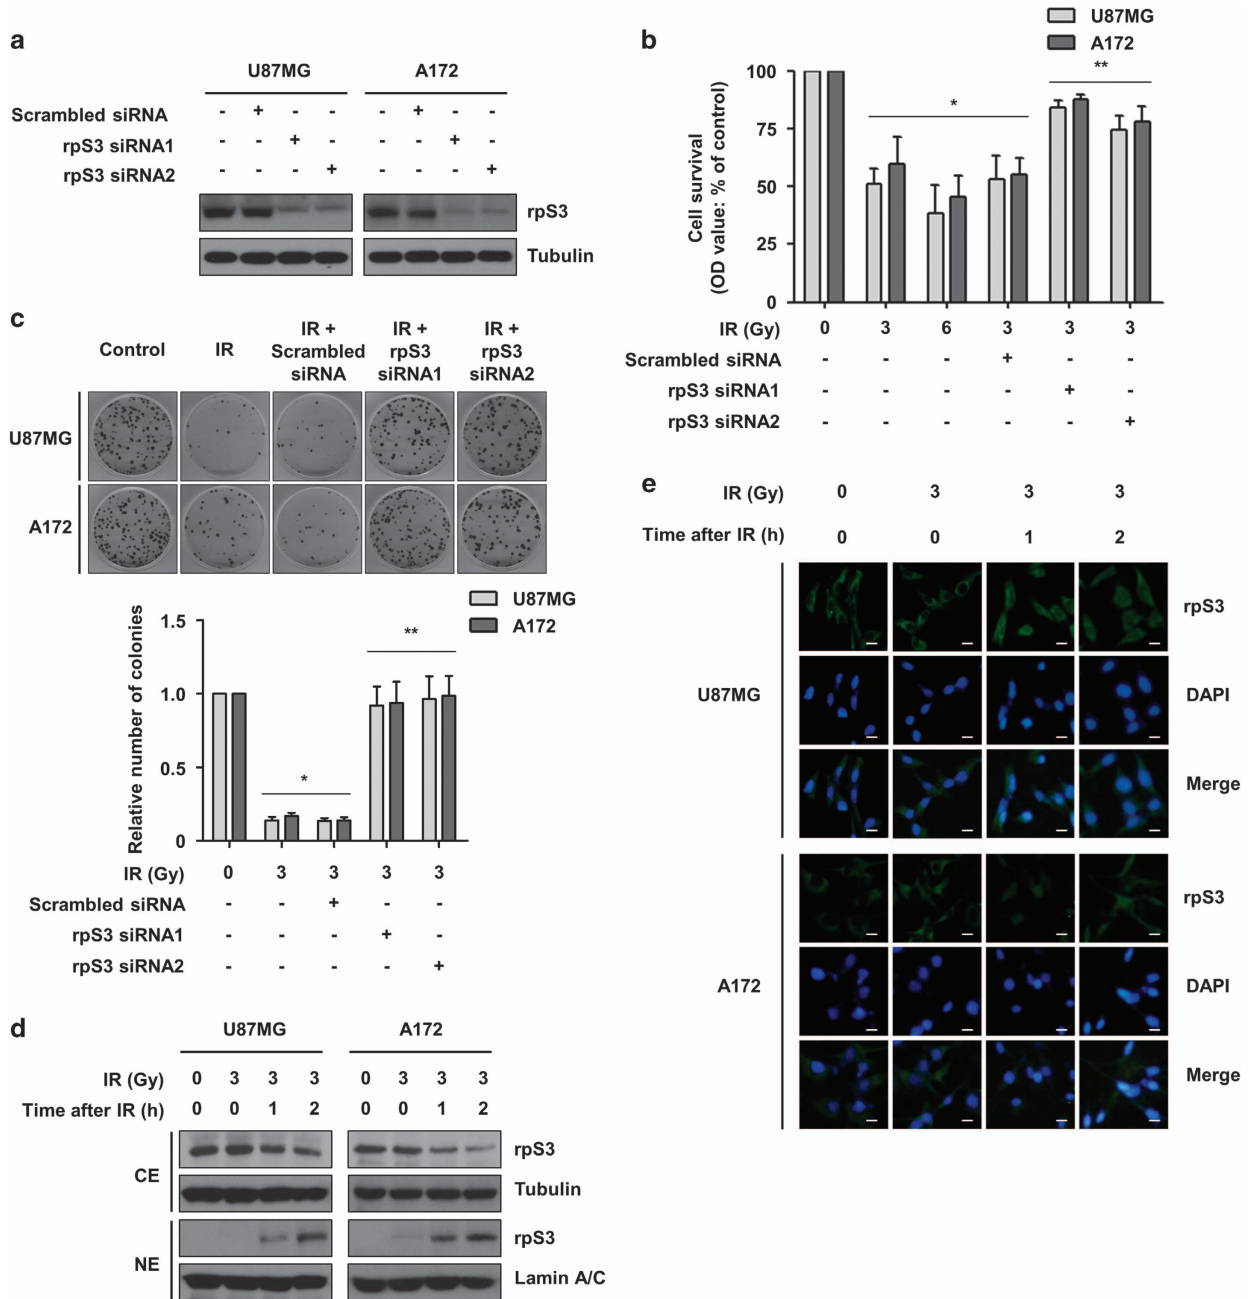 a
U87MG A172
Scrambled siRNA - + - - - + - -
rpS3 siRNA1 - - + - - - + -
rpS3 siRNA2 - - - + - - - +
rpS3
Tubulin
b
U87MG
A172
Cell survival
(OD value: % of control)
100
75
50
25
0
*
**
IR (Gy) 0 3 6 3 3 3
Scrambled siRNA - - - + - -
rpS3 siRNA1 - - - - + -
rpS3 siRNA2 - - - - - +
c
Control
IR
IR +
Scrambled
siRNA
IR +
rpS3
siRNA1
IR +
rpS3
siRNA2
U87MG
A172
U87MG
A172
Relative number of colonies
1.5
1.0
0.5
0
*
**
IR (Gy) 0 3 3 3 3
Scrambled siRNA - - + - -
rpS3 siRNA1 - - - + -
rpS3 siRNA2 - - - - +
d
U87MG A172
IR (Gy) 0 3 3 3 0 3 3 3
Time after IR (h) 0 0 1 2 0 0 1 2
CE
rpS3
Tubulin
NE
rpS3
Lamin A/C
e
IR (Gy) 0 3 3 3
Time after IR (h) 0 0 1 2
U87MG
rpS3
DAPI
Merge
A172
rpS3
DAPI
Merge